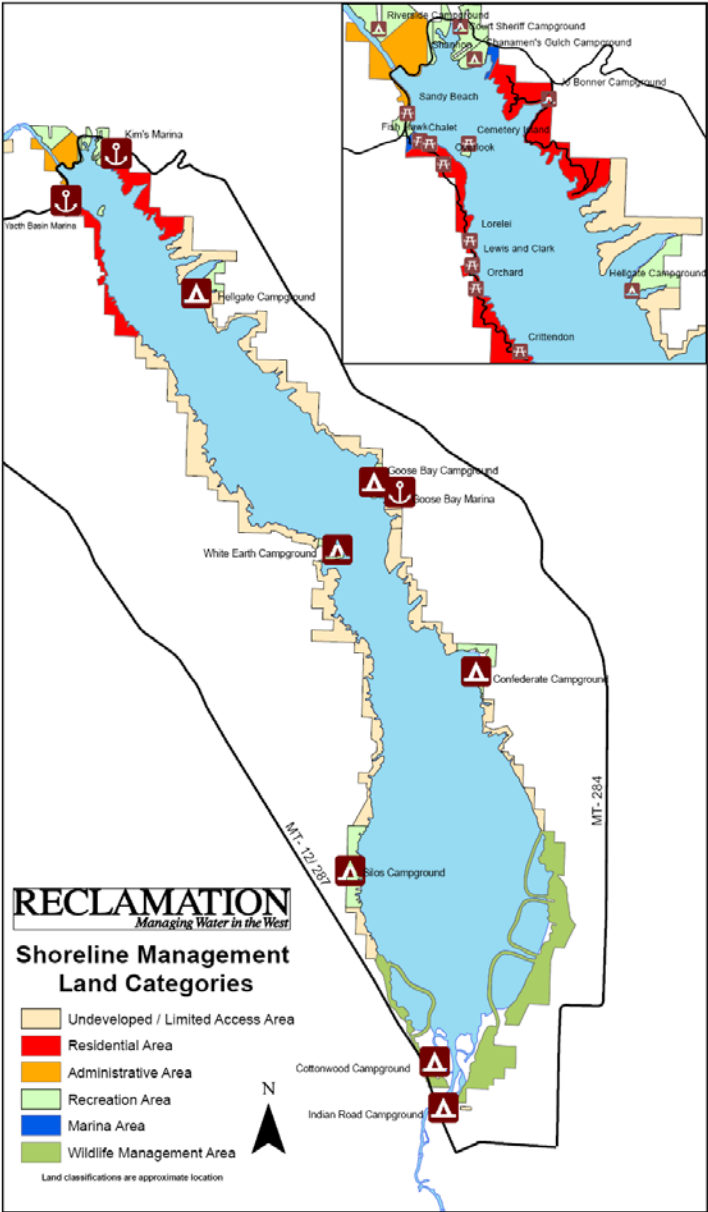 Riverside Campground
Court Sheriff Campground
Shannon
Chanamen's Gulch Campground
Jo Bonner Campground
Sandy Beach
Fish Hawk
Chalet
Cemetery Island
Overlook
Lorelei
Lewis and Clark
Orchard
Hellgate Campground
Crittendon
Kim's Marina
Yacth Basin Marina
Hellgate Campground
Goose Bay Campground
Goose Bay Marina
White Earth Campground
Confederate Campground
MT- 284
MT- 12/ 287
Silos Campground
RECLAMATION
Managing Water in the West
Shoreline Management
Land Categories
Undeveloped / Limited Access Area
Residential Area
Administrative Area
Recreation Area
Marina Area
Wildlife Management Area
Land classifications are approximate location
N
Cottonwood Campground
Indian Road Campground